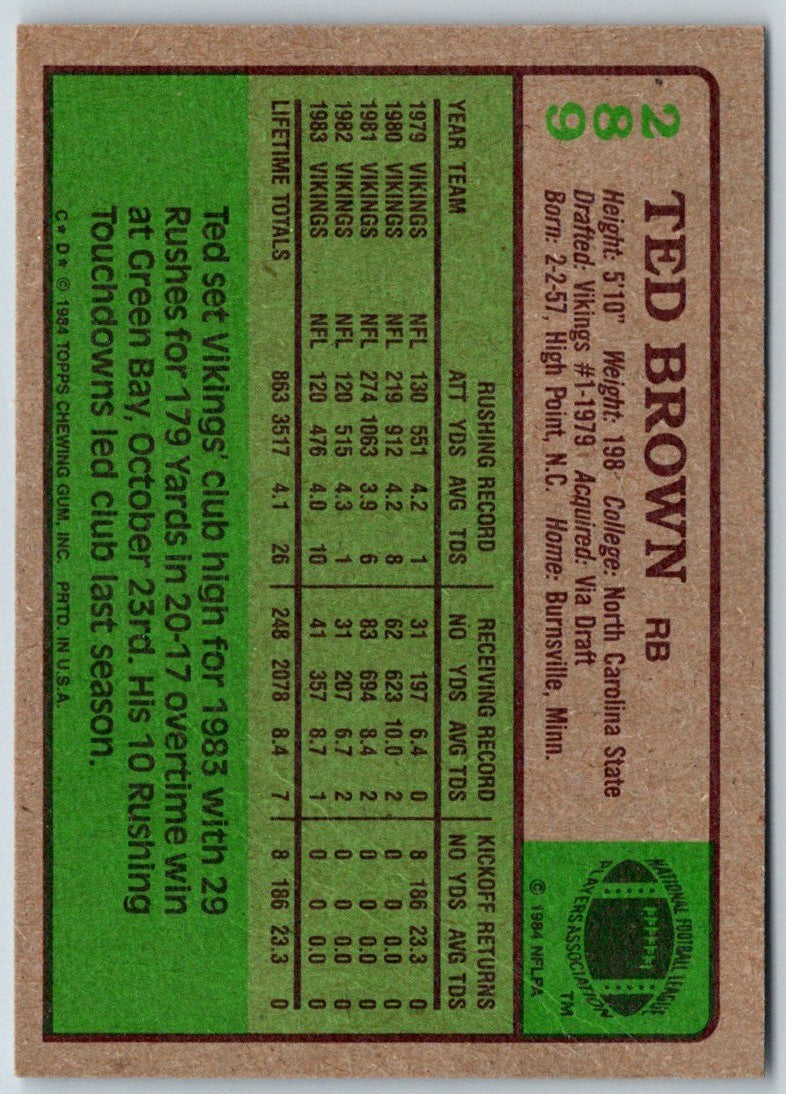 289
TED BROWN RB
Height: 5'10" Weight: 198 College: North Carolina State
Drafted: Vikings #1-1979 Acquired: Via Draft
Born: 2-2-57, High Point, N.C. Home: Burnsville, Minn.
NATIONAL FOOTBALL LEAGUE
PLAYERS ASSOCIATION
TM
© 1984 NFLPA
RUSHING RECORD RECEIVING RECORD KICKOFF RETURNS
YEAR TEAM ATT YDS AVG TDS NO YDS AVG TDS NO YDS AVG TDS
1979 VIKINGS NFL 130 551 4.2 1 31 197 6.4 0 8 186 23.3 0
1980 VIKINGS NFL 219 912 4.2 8 62 623 10.0 2 0 0 0.0 0
1981 VIKINGS NFL 274 1063 3.9 6 83 694 8.4 2 0 0 0.0 0
1982 VIKINGS NFL 120 515 4.3 1 31 207 6.7 2 0 0 0.0 0
1983 VIKINGS NFL 120 476 4.0 10 41 357 8.7 1 0 0 0.0 0
LIFETIME TOTALS 863 3517 4.1 26 248 2078 8.4 7 8 186 23.3 0
Ted set Vikings' club high for 1983 with 29
Rushes for 179 Yards in 20-17 overtime win
at Green Bay, October 23rd. His 10 Rushing
Touchdowns led club last season.
C* D* © 1984 TOPPS CHEWING GUM, INC. PRTD. IN U.S.A.